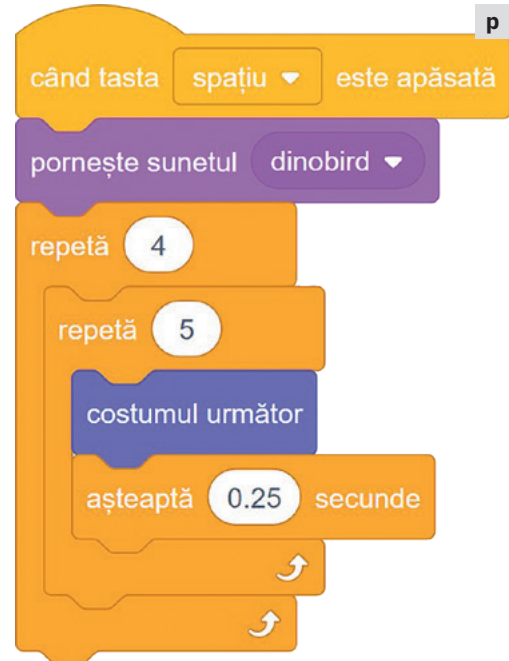 p
când tasta spațiu este apăsată
pornește sunetul dinobird
repetă 4
repetă 5
costumul următor
așteaptă 0.25 secunde